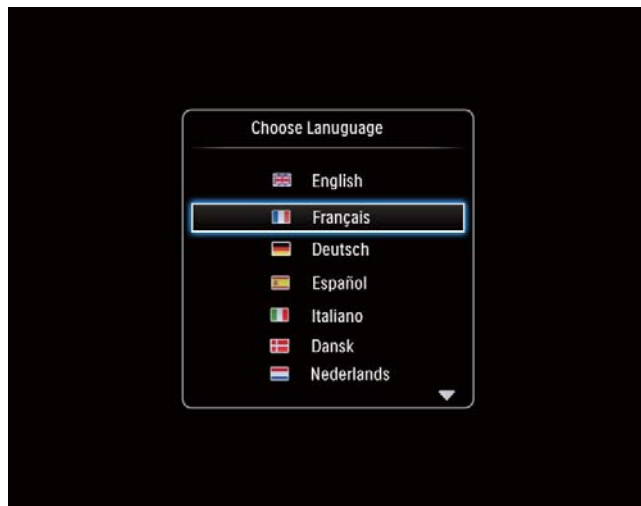 Choose Lanuguage
English
Français
Deutsch
Español
Italiano
Dansk
Nederlands